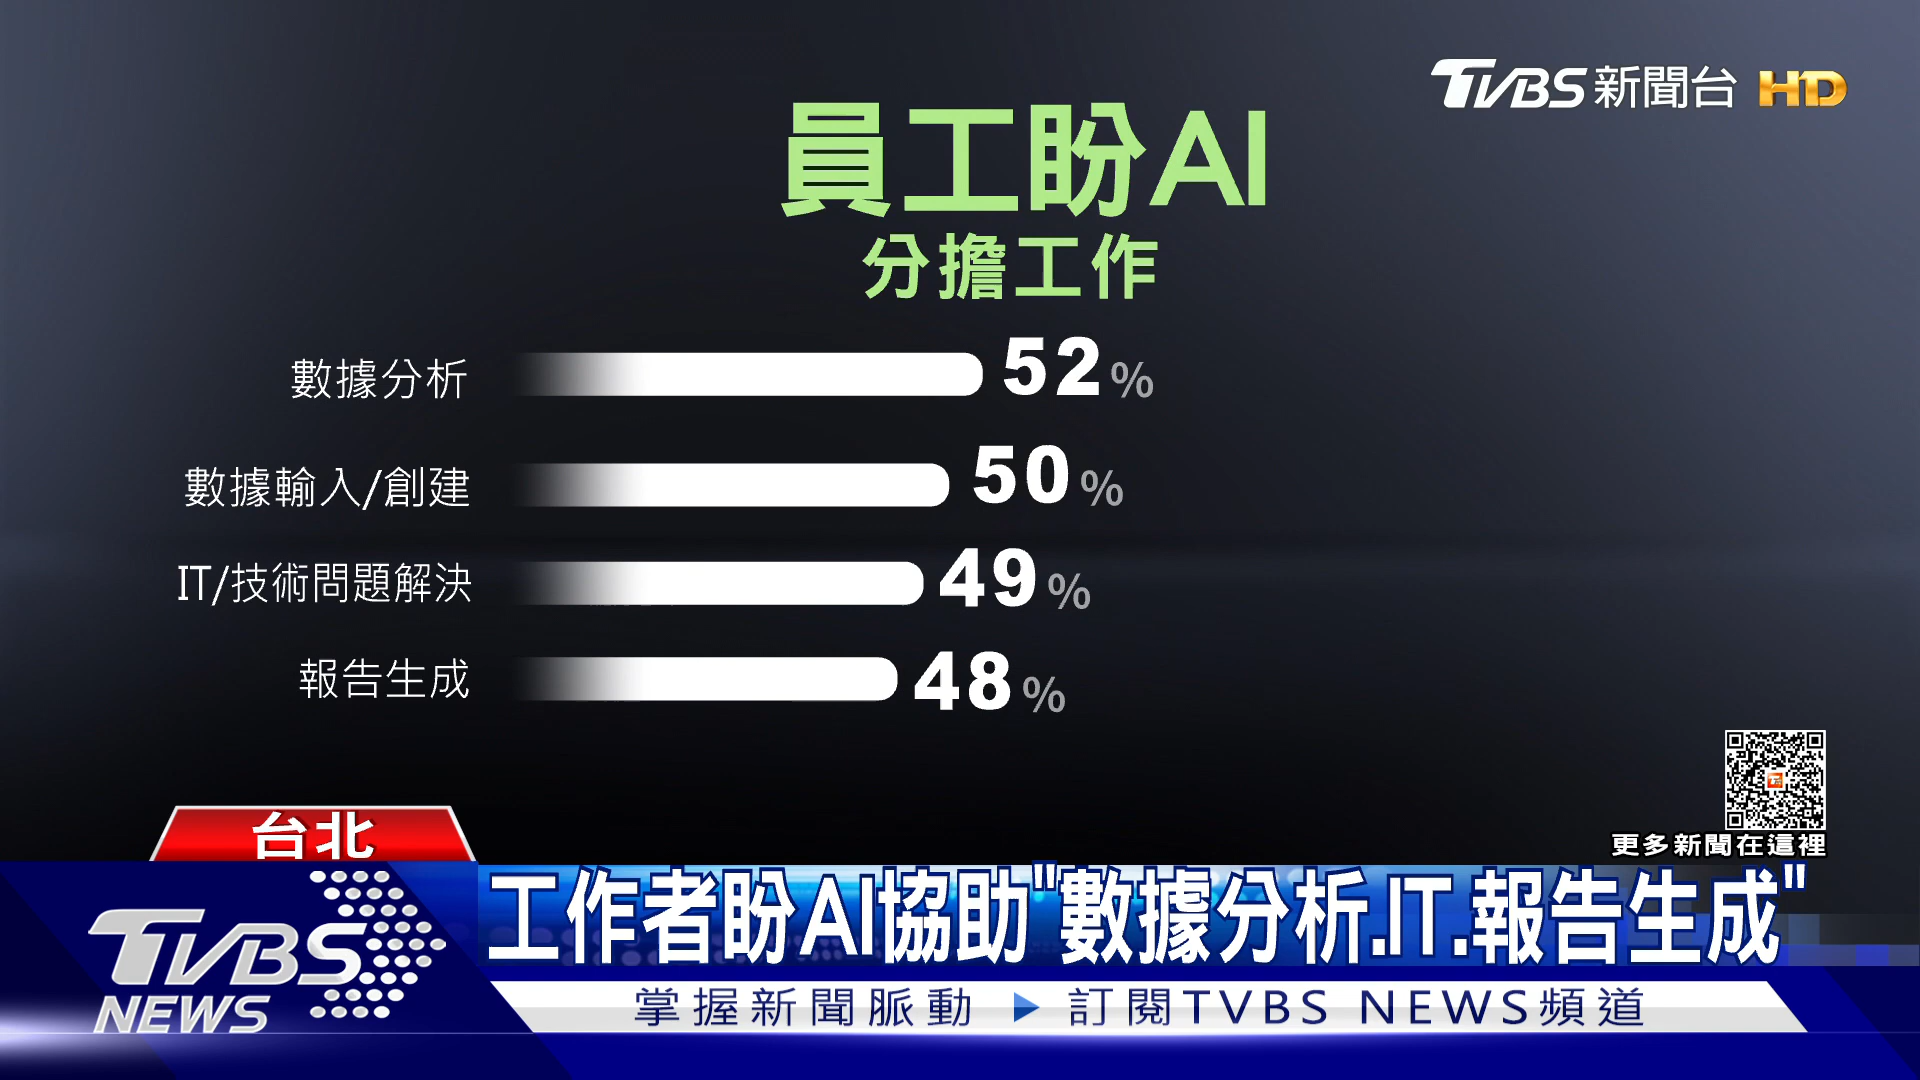 TVBS新聞台 HD
員工盼AI
分擔工作
數據分析 52%
數據輸入/創建 50%
IT/技術問題解決 49%
報告生成 48%
更多新聞在這裡
台北
工作者盼AI協助"數據分析.IT.報告生成"
TVBS NEWS
掌握新聞脈動 ▶ 訂閱TVBS NEWS頻道